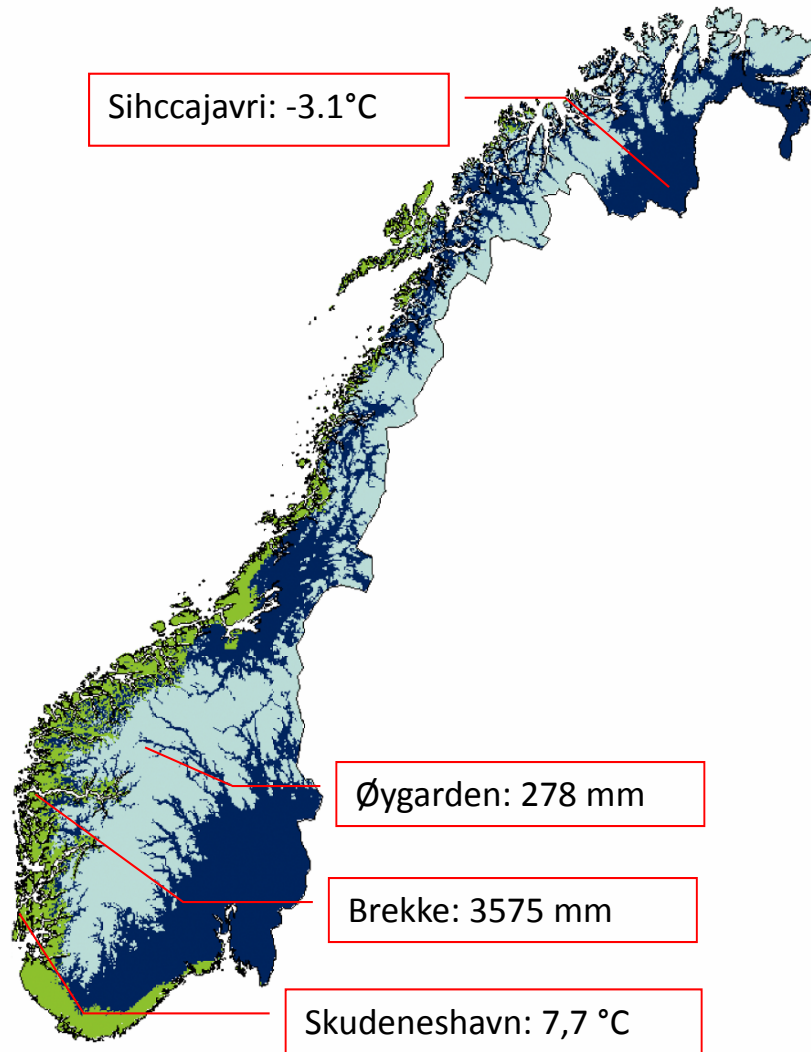 Sihccajavri: -3.1°C
Øygarden: 278 mm
Brekke: 3575 mm
Skudeneshavn: 7,7 °C